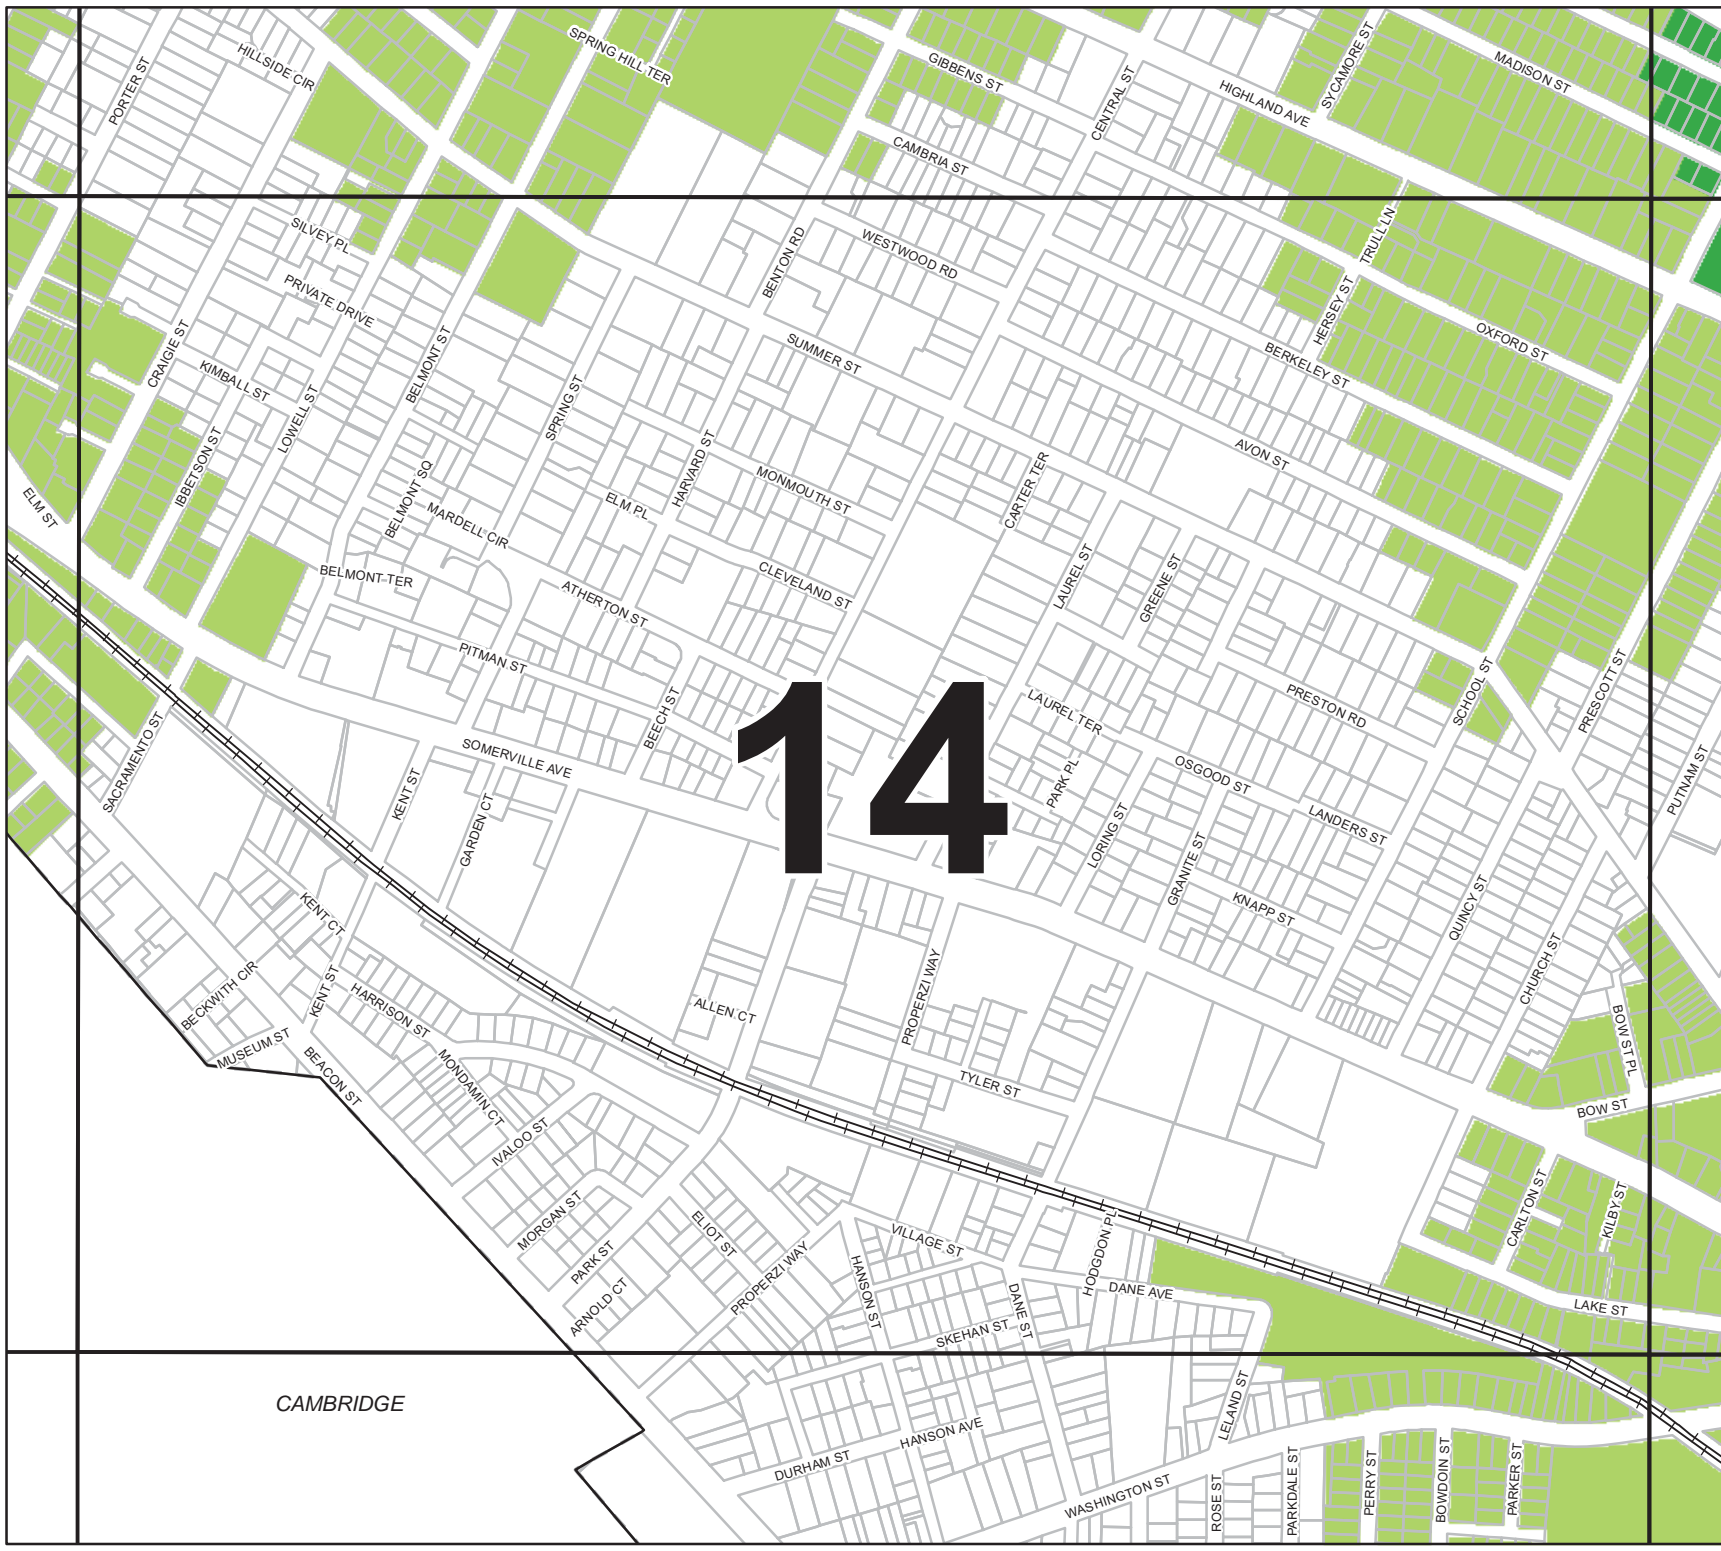 PORTER ST
HILLSIDE CIR
SPRING HILL TER
GIBBENS ST
CENTRAL ST
HIGHLAND AVE
SYCAMORE ST
MADISON ST
CAMBRIA ST
SILVEY PL
PRIVATE DRIVE
BENTON RD
WESTWOOD RD
TRULL LN
HERSEY ST
OXFORD ST
CRAIGIE ST
KIMBALL ST
BELMONT ST
SUMMER ST
BERKELEY ST
LOWELL ST
SPRING ST
IBBETSON ST
ELM ST
BELMONT SQ
MARDELL CIR
ELM PL
HARVARD ST
MONMOUTH ST
CARTER TER
AVON ST
BELMONT TER
ATHERTON ST
CLEVELAND ST
LAUREL ST
GREENE ST
PITMAN ST
BEECH ST
LAUREL TER
PRESTON RD
SCHOOL ST
PRESCOTT ST
SACRAMENTO ST
SOMERVILLE AVE
KENT ST
GARDEN CT
14
PARK PL
OSGOOD ST
LORING ST
LANDERS ST
PUTNAM ST
GRANITE ST
KNAPP ST
QUINCY ST
CHURCH ST
KENT CT
BECKWITH CIR
KENT ST
HARRISON ST
ALLEN CT
PROPERZI WAY
MUSEUM ST
BEACON ST
MONDAMIN CT
TYLER ST
BOW ST PL
BOW ST
IVALOO ST
MORGAN ST
PARK ST
ARNOLD CT
ELIOT ST
PROPERZI WAY
HANSON ST
VILLAGE ST
HODGDON PL
CARLTON ST
KILBY ST
DANE AVE
DANE ST
LAKE ST
SKEHAN ST
CAMBRIDGE
LELAND ST
HANSON AVE
DURHAM ST
WASHINGTON ST
ROSE ST
PARKDALE ST
PERRY ST
BOWDOIN ST
PARKER ST